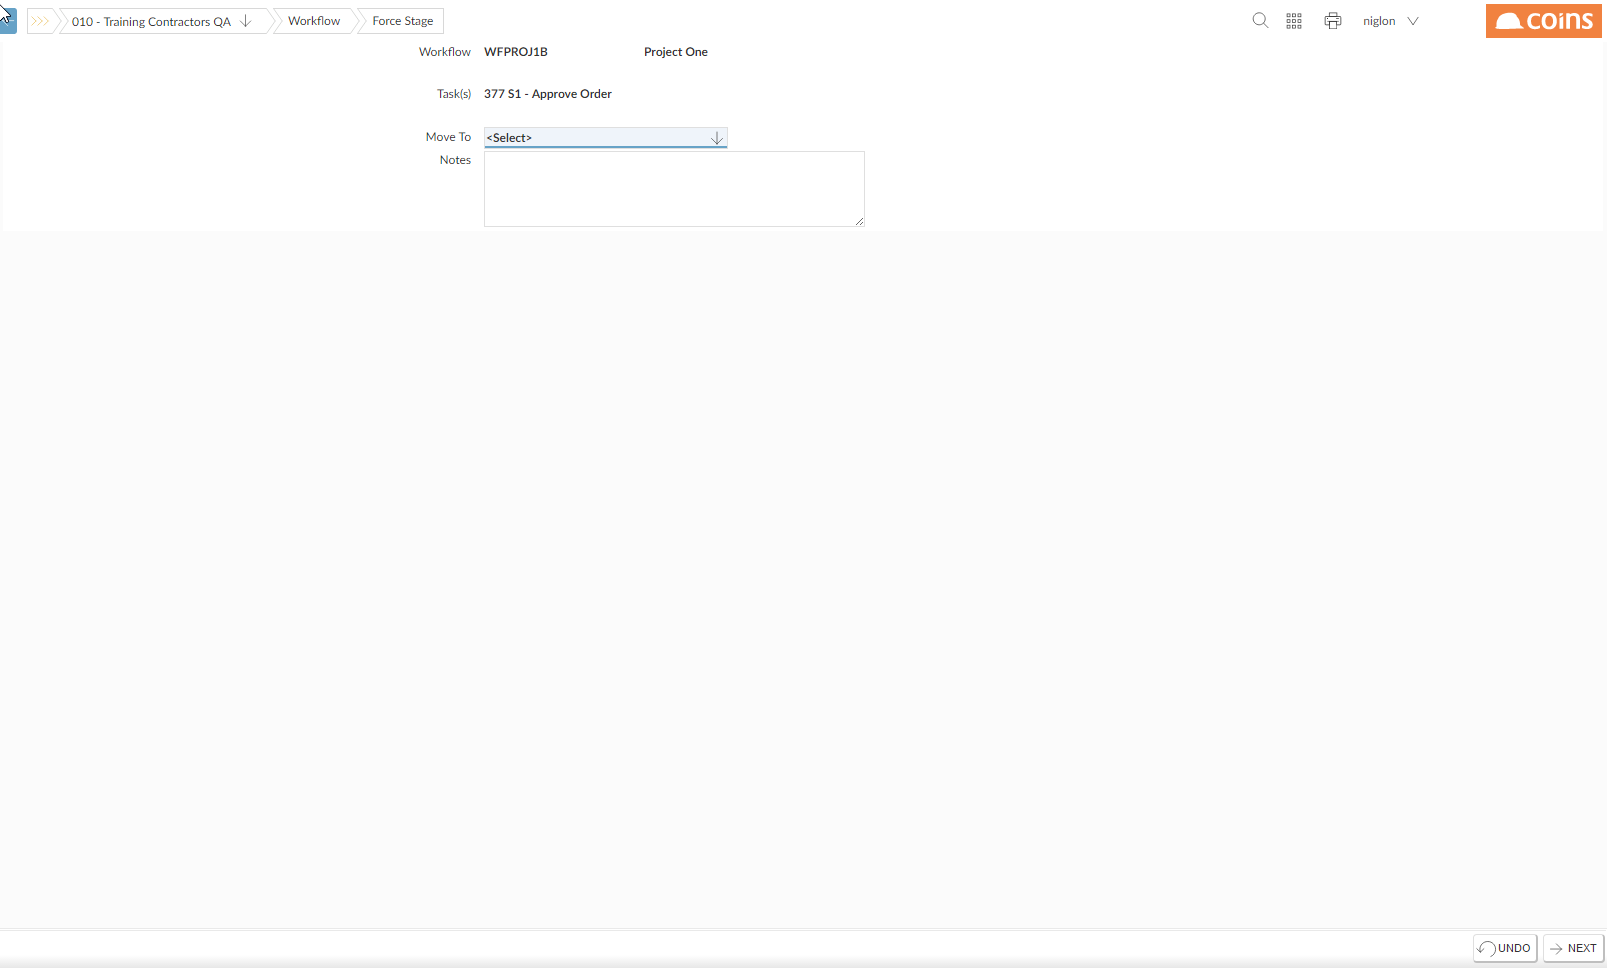 010 - Training Contractors QA Workflow Force Stage niglon coins
Workflow WFPROJ1B Project One
Task(s) 377 S1 - Approve Order
Move To <Select>
Notes
UNDO NEXT